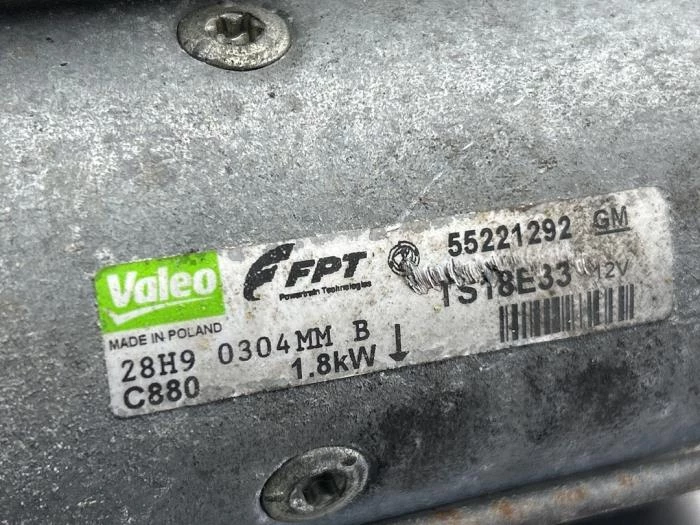 Valeo
MADE IN POLAND
FPT
Powertrain Technologies
55221292 GM
TS18E33 12V
28H9 0304MM B
C880 1.8kW